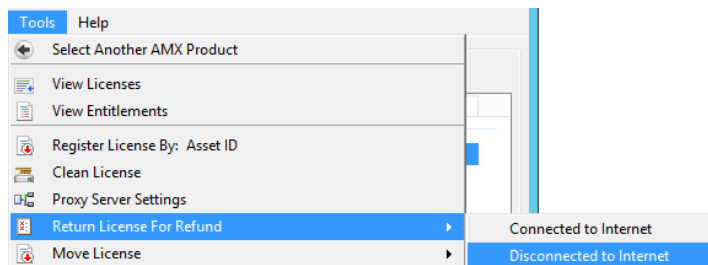 Tools Help
Select Another AMX Product
View Licenses
View Entitlements
Register License By: Asset ID
Clean License
Proxy Server Settings
Return License For Refund
Connected to Internet
Move License
Disconnected to Internet